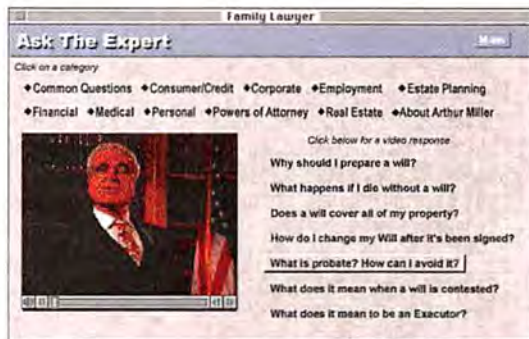 Family Lawyer
Ask The Expert
Main
Click on a category
◆Common Questions ◆Consumer/Credit ◆Corporate ◆Employment ◆Estate Planning
◆Financial ◆Medical ◆Personal ◆Powers of Attorney ◆Real Estate ◆About Arthur Miller
Click below for a video response
Why should I prepare a will?
What happens if I die without a will?
Does a will cover all of my property?
How do I change my Will after it's been signed?
What is probate? How can I avoid it?
What does it mean when a will is contested?
What does it mean to be an Executor?